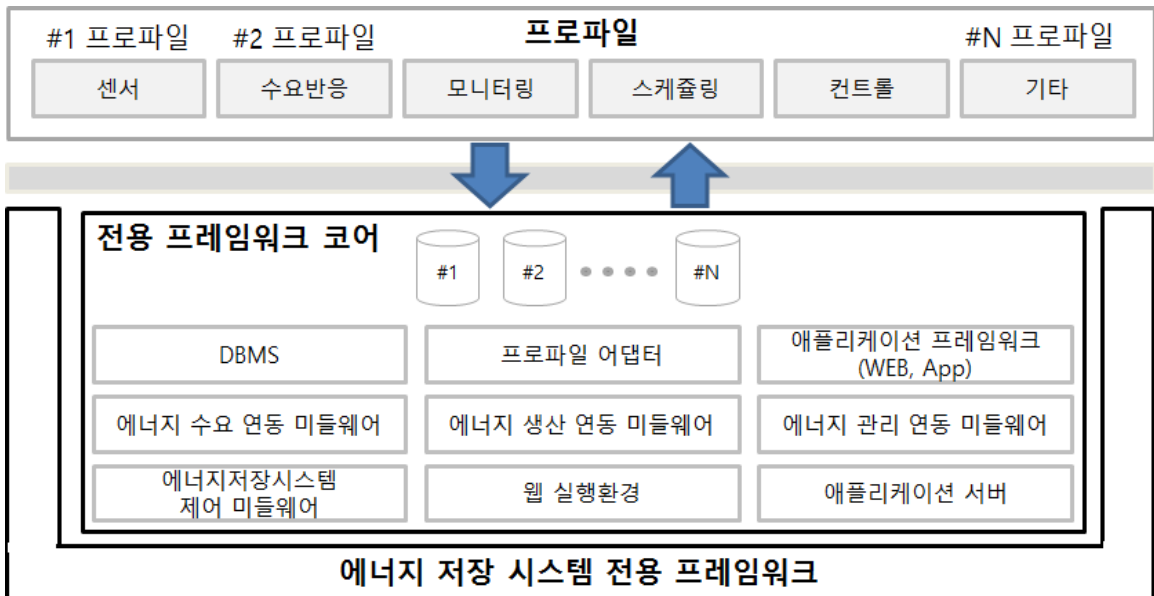 프로파일
#1 프로파일 #2 프로파일 #N 프로파일
센서 수요반응 모니터링 스케쥴링 컨트롤 기타
전용 프레임워크 코어
#1 #2 #N
DBMS 프로파일 어댑터 애플리케이션 프레임워크
(WEB, App)
에너지 수요 연동 미들웨어 에너지 생산 연동 미들웨어 에너지 관리 연동 미들웨어
에너지저장시스템
제어 미들웨어
웹 실행환경 애플리케이션 서버
에너지 저장 시스템 전용 프레임워크